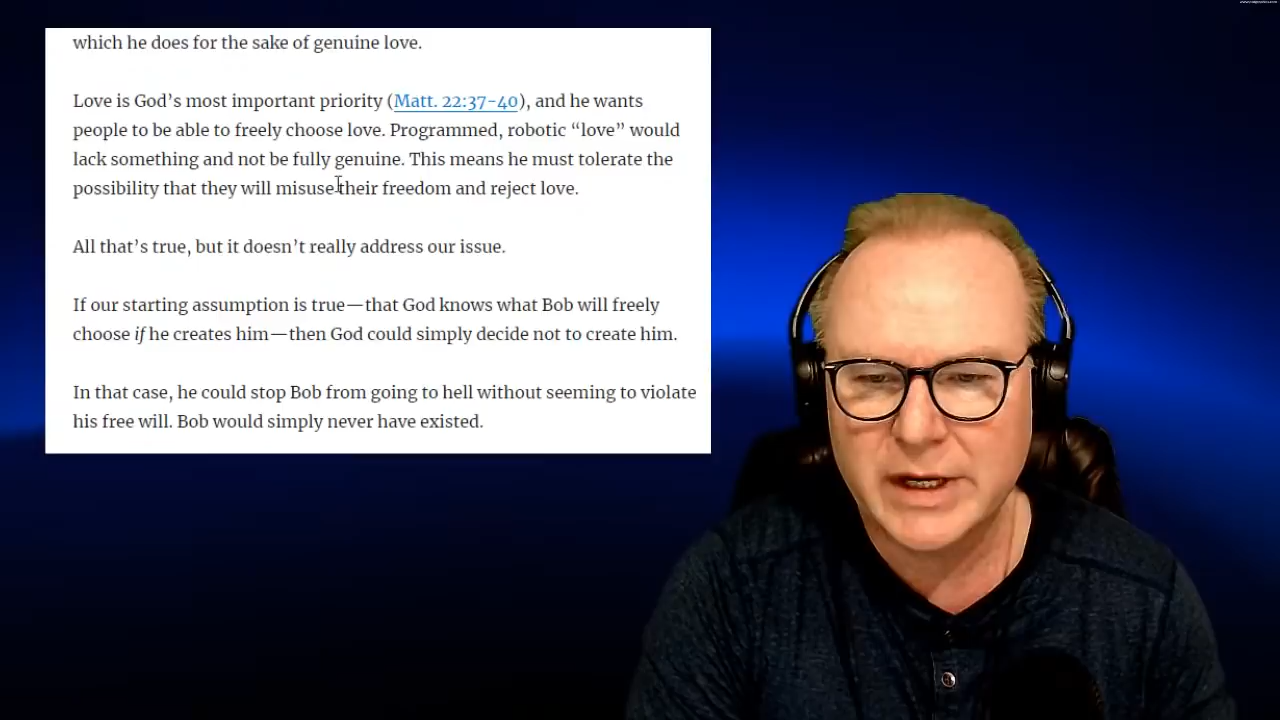 which he does for the sake of genuine love.
Love is God’s most important priority (Matt. 22:37-40), and he wants
people to be able to freely choose love. Programmed, robotic “love” would
lack something and not be fully genuine. This means he must tolerate the
possibility that they will misuse their freedom and reject love.
All that’s true, but it doesn’t really address our issue.
If our starting assumption is true—that God knows what Bob will freely
choose if he creates him—then God could simply decide not to create him.
In that case, he could stop Bob from going to hell without seeming to violate
his free will. Bob would simply never have existed.